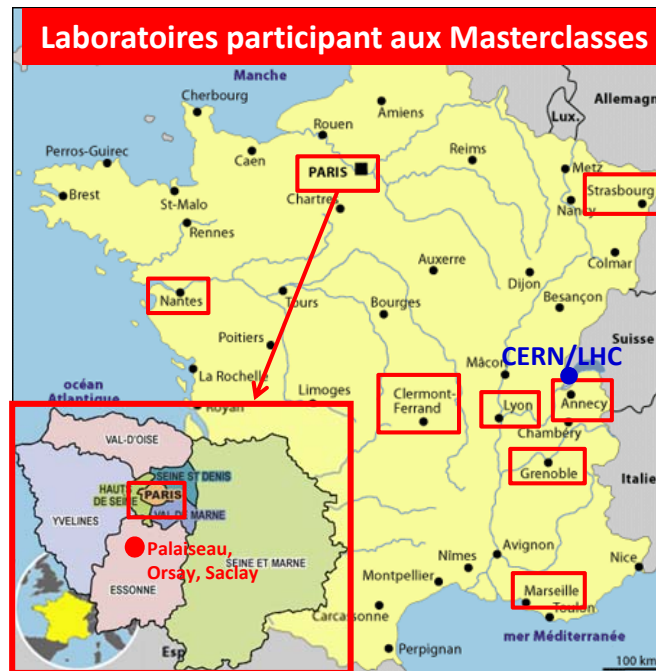 Laboratoires participant aux Masterclasses
Manche
Allemagne
Cherbourg
Amiens
Lux.
Rouen
Perros-Guirec
Caen
Reims
Metz
PARIS
Strasbourg
Brest
St-Malo
Chartres
Nancy
Rennes
Colmar
Auxerre
Dijon
Nantes
Tours
Bourges
Besançon
Suisse
Poitiers
Mâcon
CERN/LHC
La Rochelle
océan
Atlantique
Limoges
Clermont-
Ferrand
Lyon
Annecy
Royan
Chambéry
Grenoble
Italie
VAL-D'OISE
SEINE ST DENIS
HAUTS
DE SEINE
PARIS
VAL DE MARNE
YVELINES
Palaiseau,
Orsay, Saclay
SEINE ET MARNE
ESSONNE
Avignon
Nîmes
Nice
Montpellier
Marseille
Toulon
Carcassonne
mer Méditerranée
Esp
Perpignan
100 km